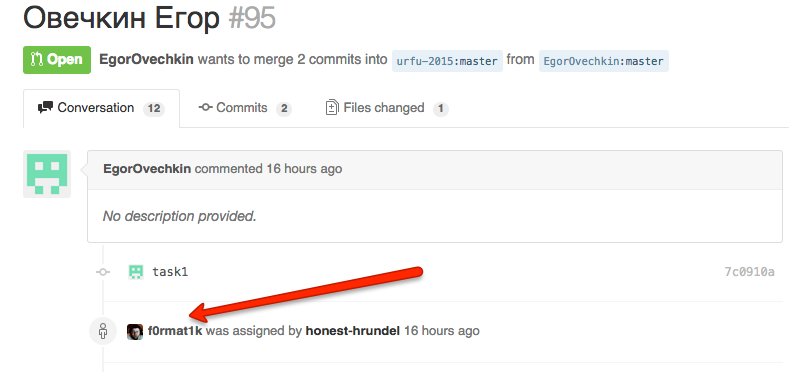 Овечкин Егор #95
Open EgorOvechkin wants to merge 2 commits into urfu-2015:master from EgorOvechkin:master
Conversation 12 Commits 2 Files changed 1
EgorOvechkin commented 16 hours ago
No description provided.
task1 7c0910a
f0rmat1k was assigned by honest-hrundel 16 hours ago